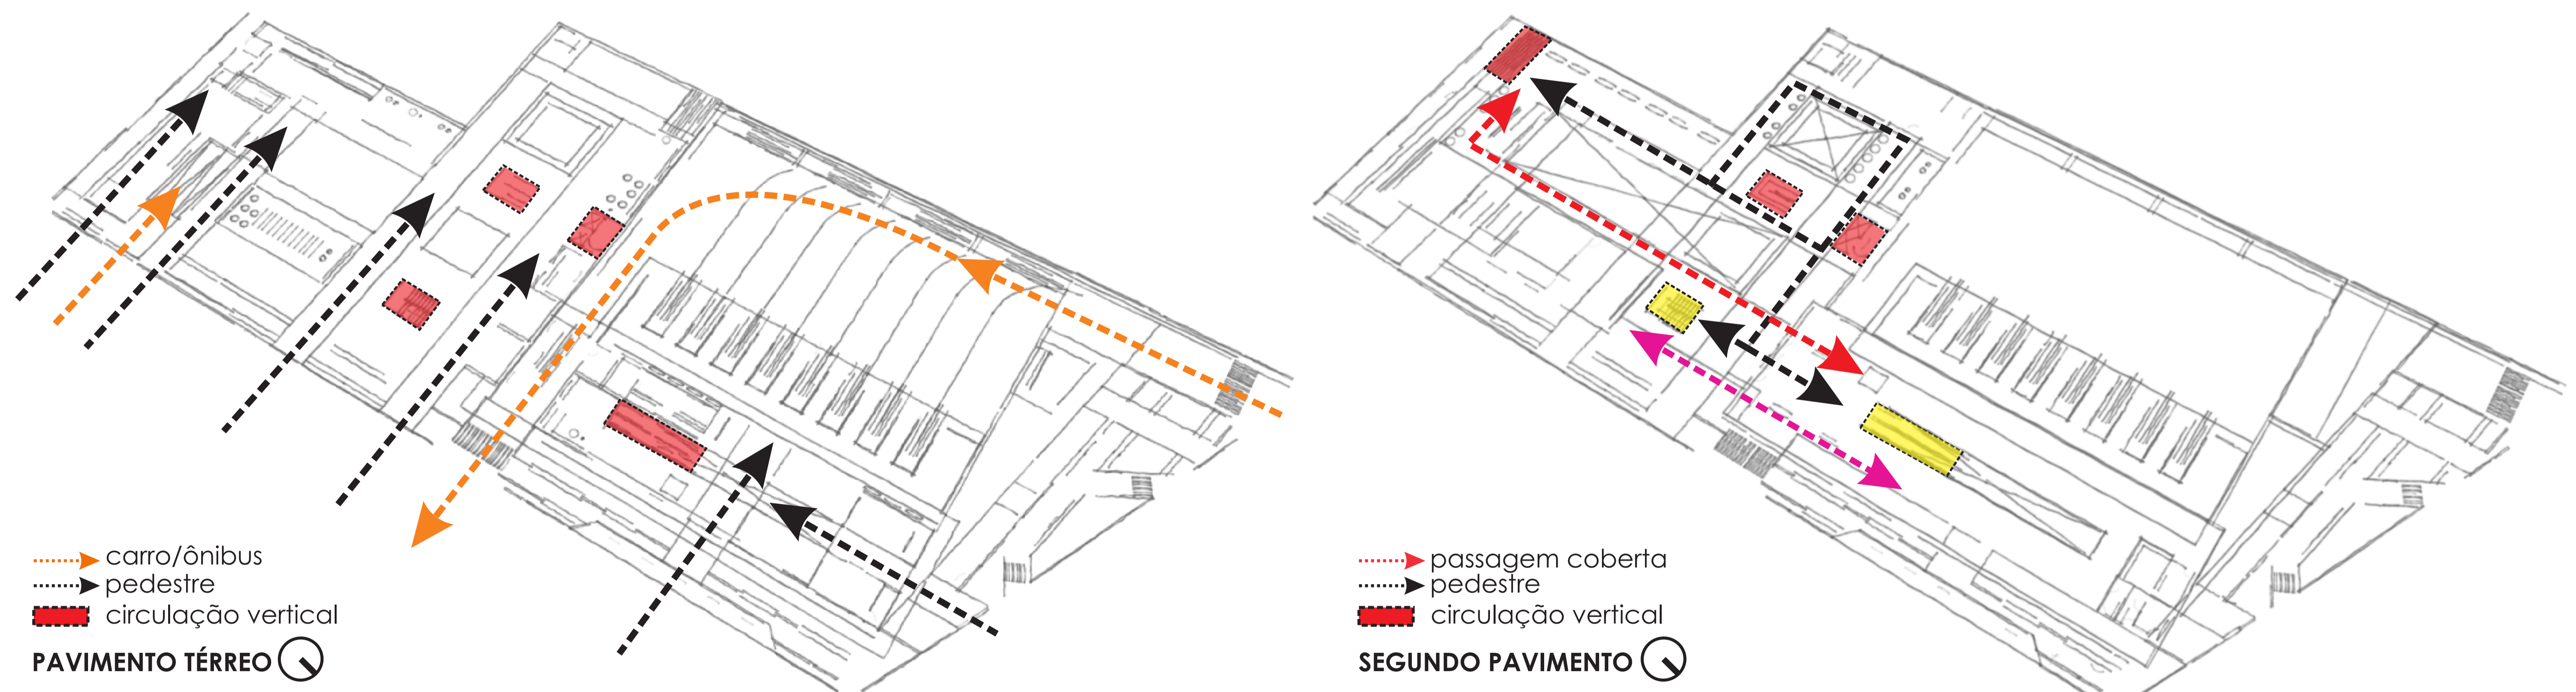 carro/ônibus
pedestre
circulação vertical
PAVIMENTO TÉRREO
passagem coberta
pedestre
circulação vertical
SEGUNDO PAVIMENTO